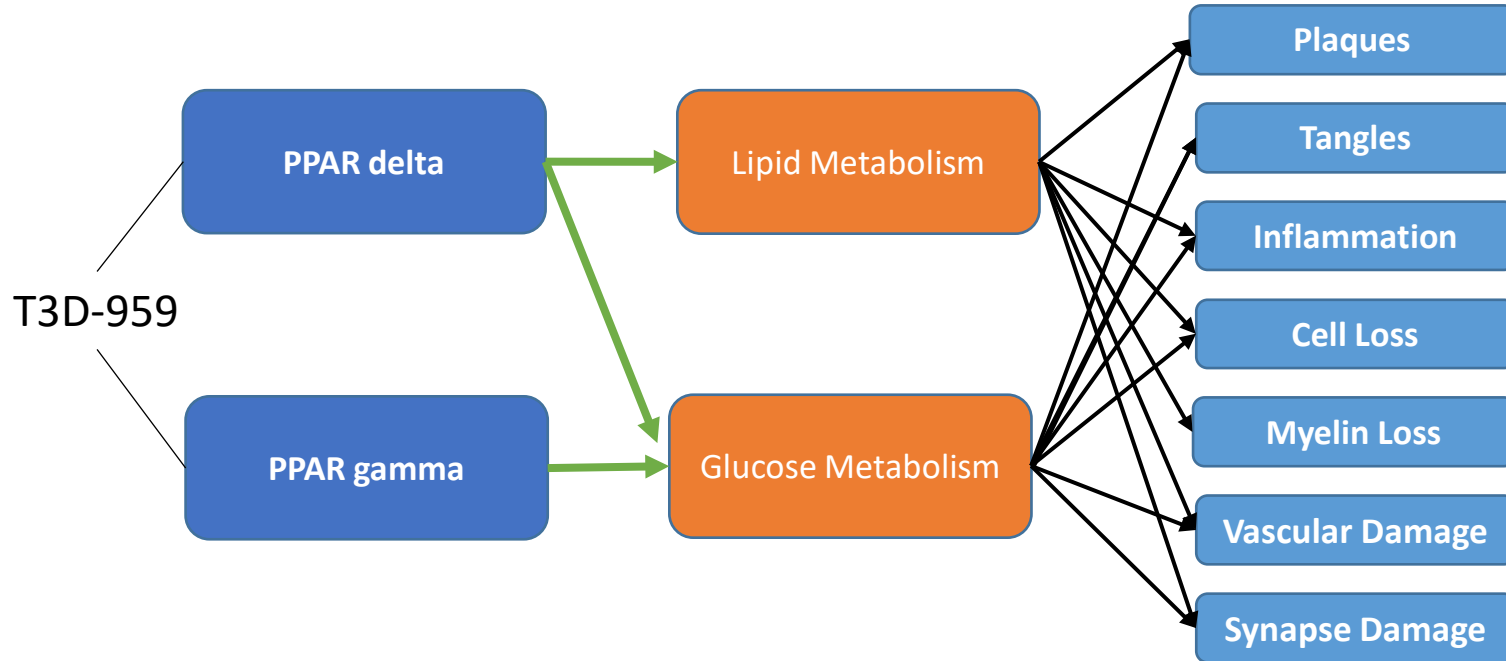 T3D-959
PPAR delta
PPAR gamma
Lipid Metabolism
Glucose Metabolism
Plaques
Tangles
Inflammation
Cell Loss
Myelin Loss
Vascular Damage
Synapse Damage